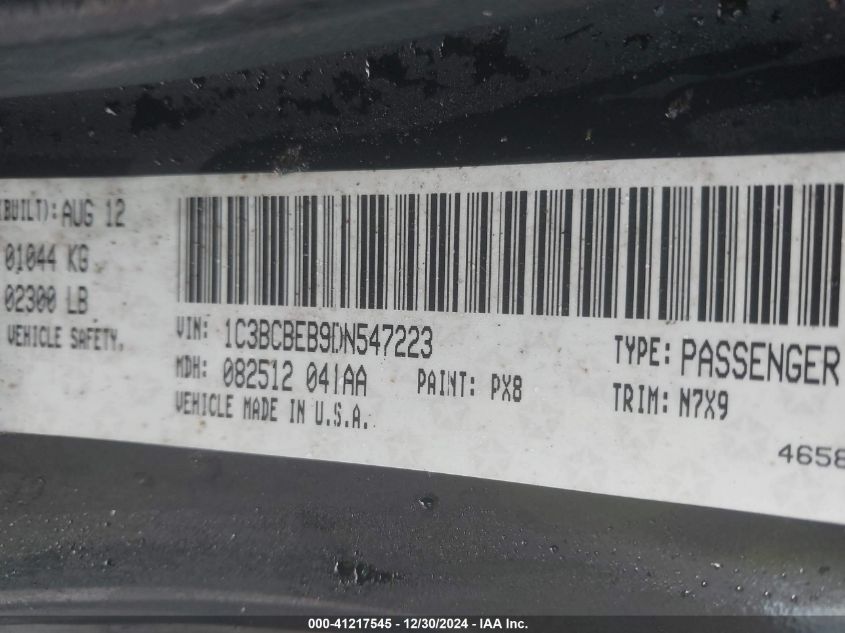 (BUILT): AUG 12
01044 KG
02300 LB
VEHICLE SAFETY.
VIN: 1C3BCBEB9DN547223
MDH: 082512 041AA
PAINT: PX8
VEHICLE MADE IN U.S.A.
TYPE: PASSENGER
TRIM: N7X9
4658
000-41217545 - 12/30/2024 - IAA Inc.